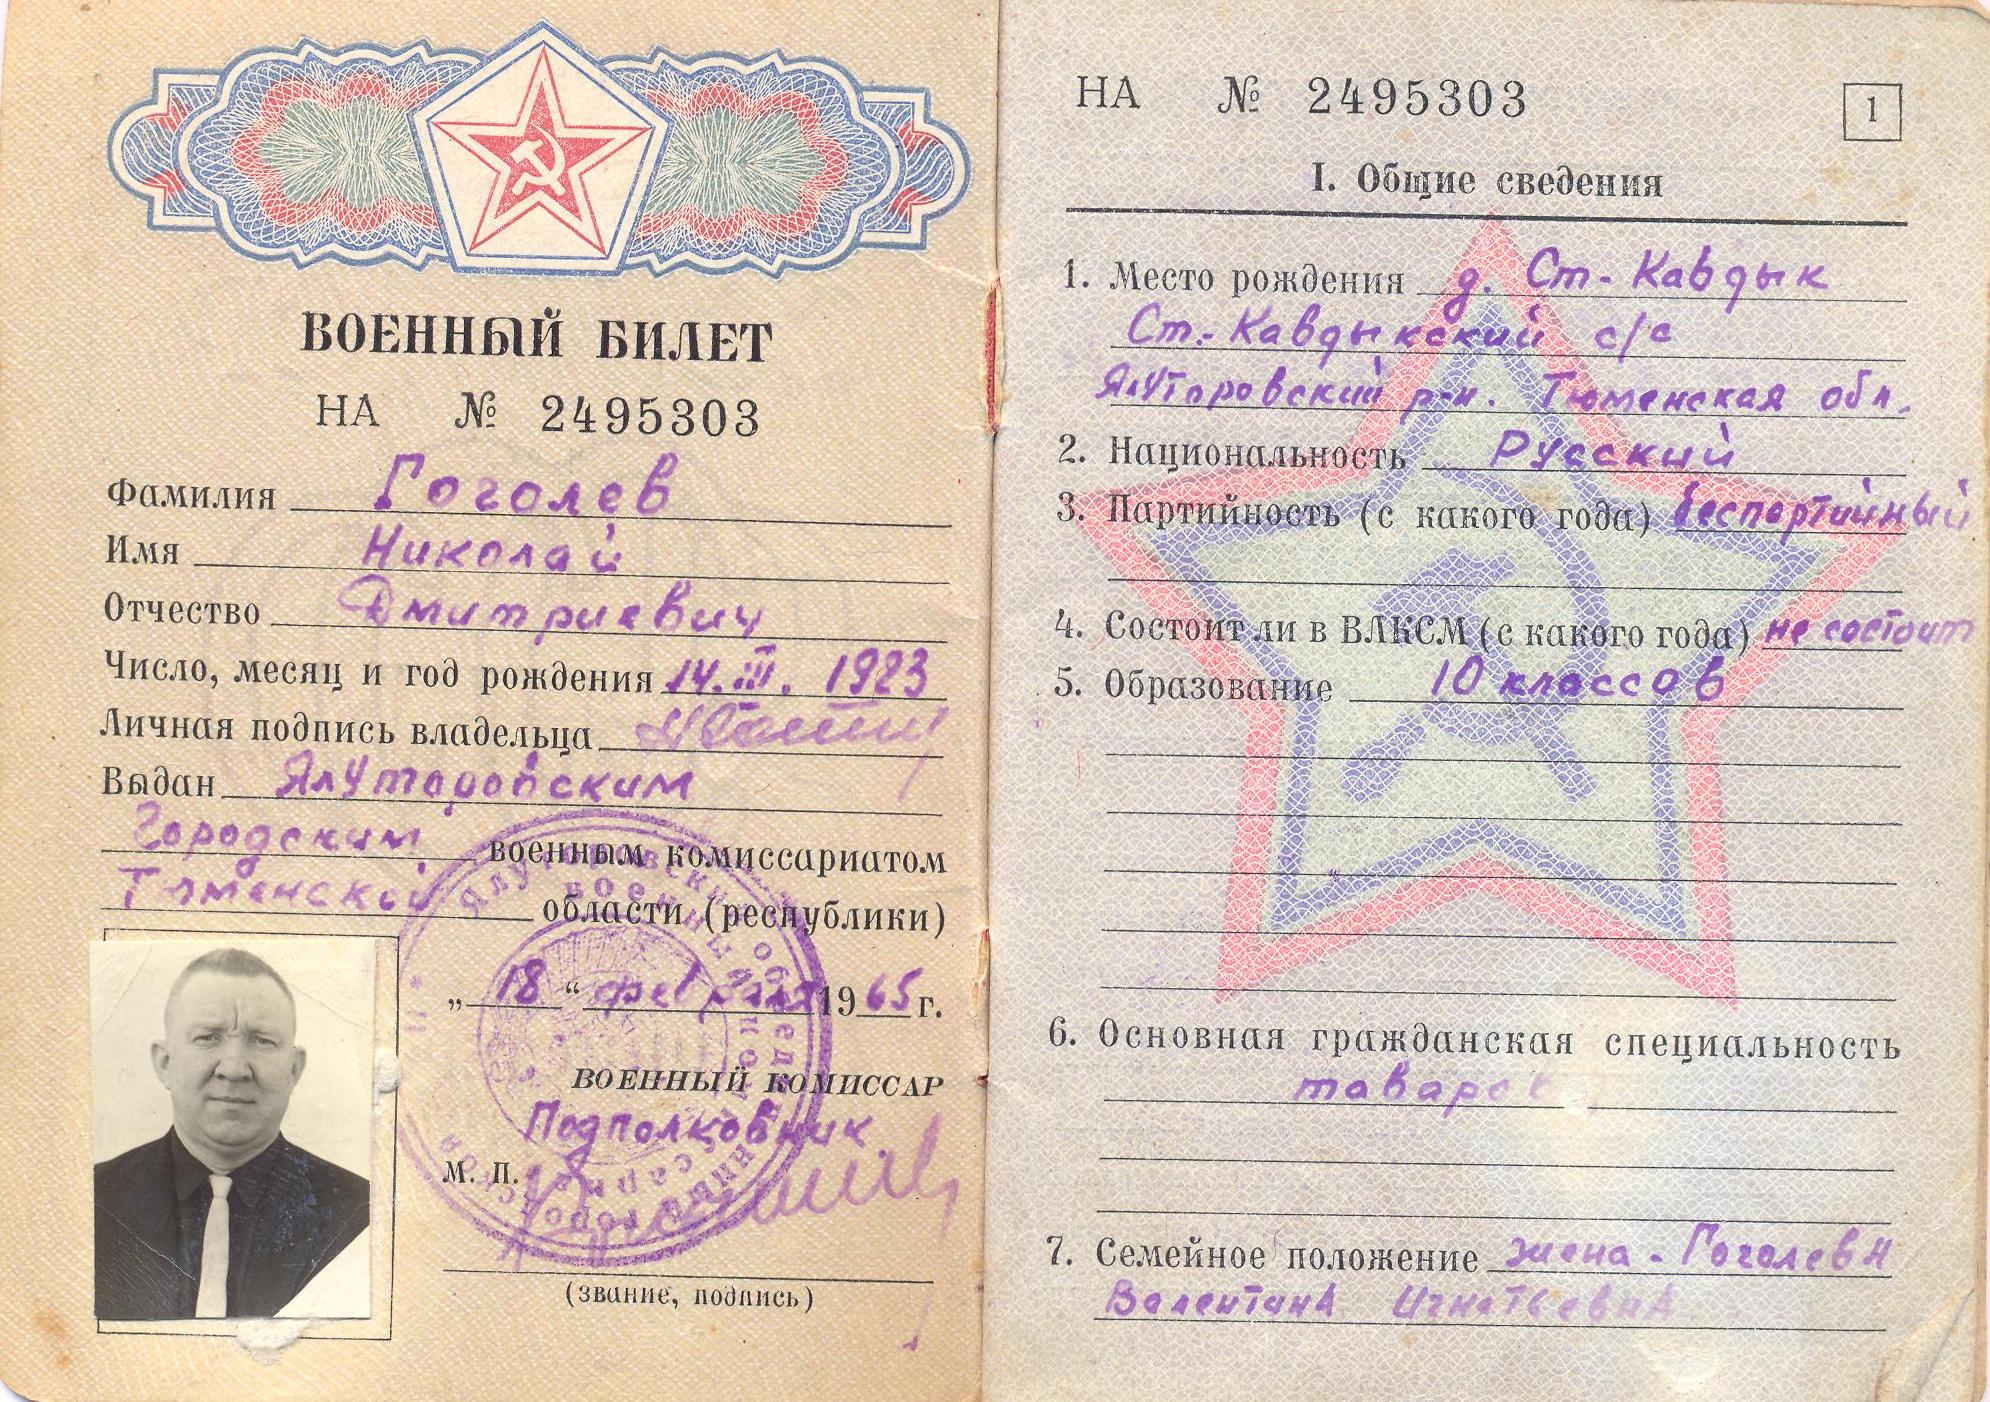 ВОЕННЫЙ БИЛЕТ
НА № 2495303
Фамилия Гоголев
Имя Николай
Отчество Дмитриевич
Число, месяц и год рождения 14.III. 1923
Личная подпись владельца
Выдан Ялуторовским
Городским военным комиссариатом
Тюменской области (республики)
„ 18 “ февраля 19 65 г.
ВОЕННЫЙ КОМИССАР
Подполковник
М. П.
(звание, подпись)
НА № 2495303
1
I. Общие сведения
1. Место рождения д. Ст-Кавдык
Ст.-Кавдыкский с/с
Ялуторовский р-н. Тюменская обл.
2. Национальность Русский
3. Партийность (с какого года) беспартийный
4. Состоит ли в ВЛКСМ (с какого года) не состоит
5. Образование 10 классов
6. Основная гражданская специальность
7. Семейное положение жена - Гоголева
Валентина Игнатьевна